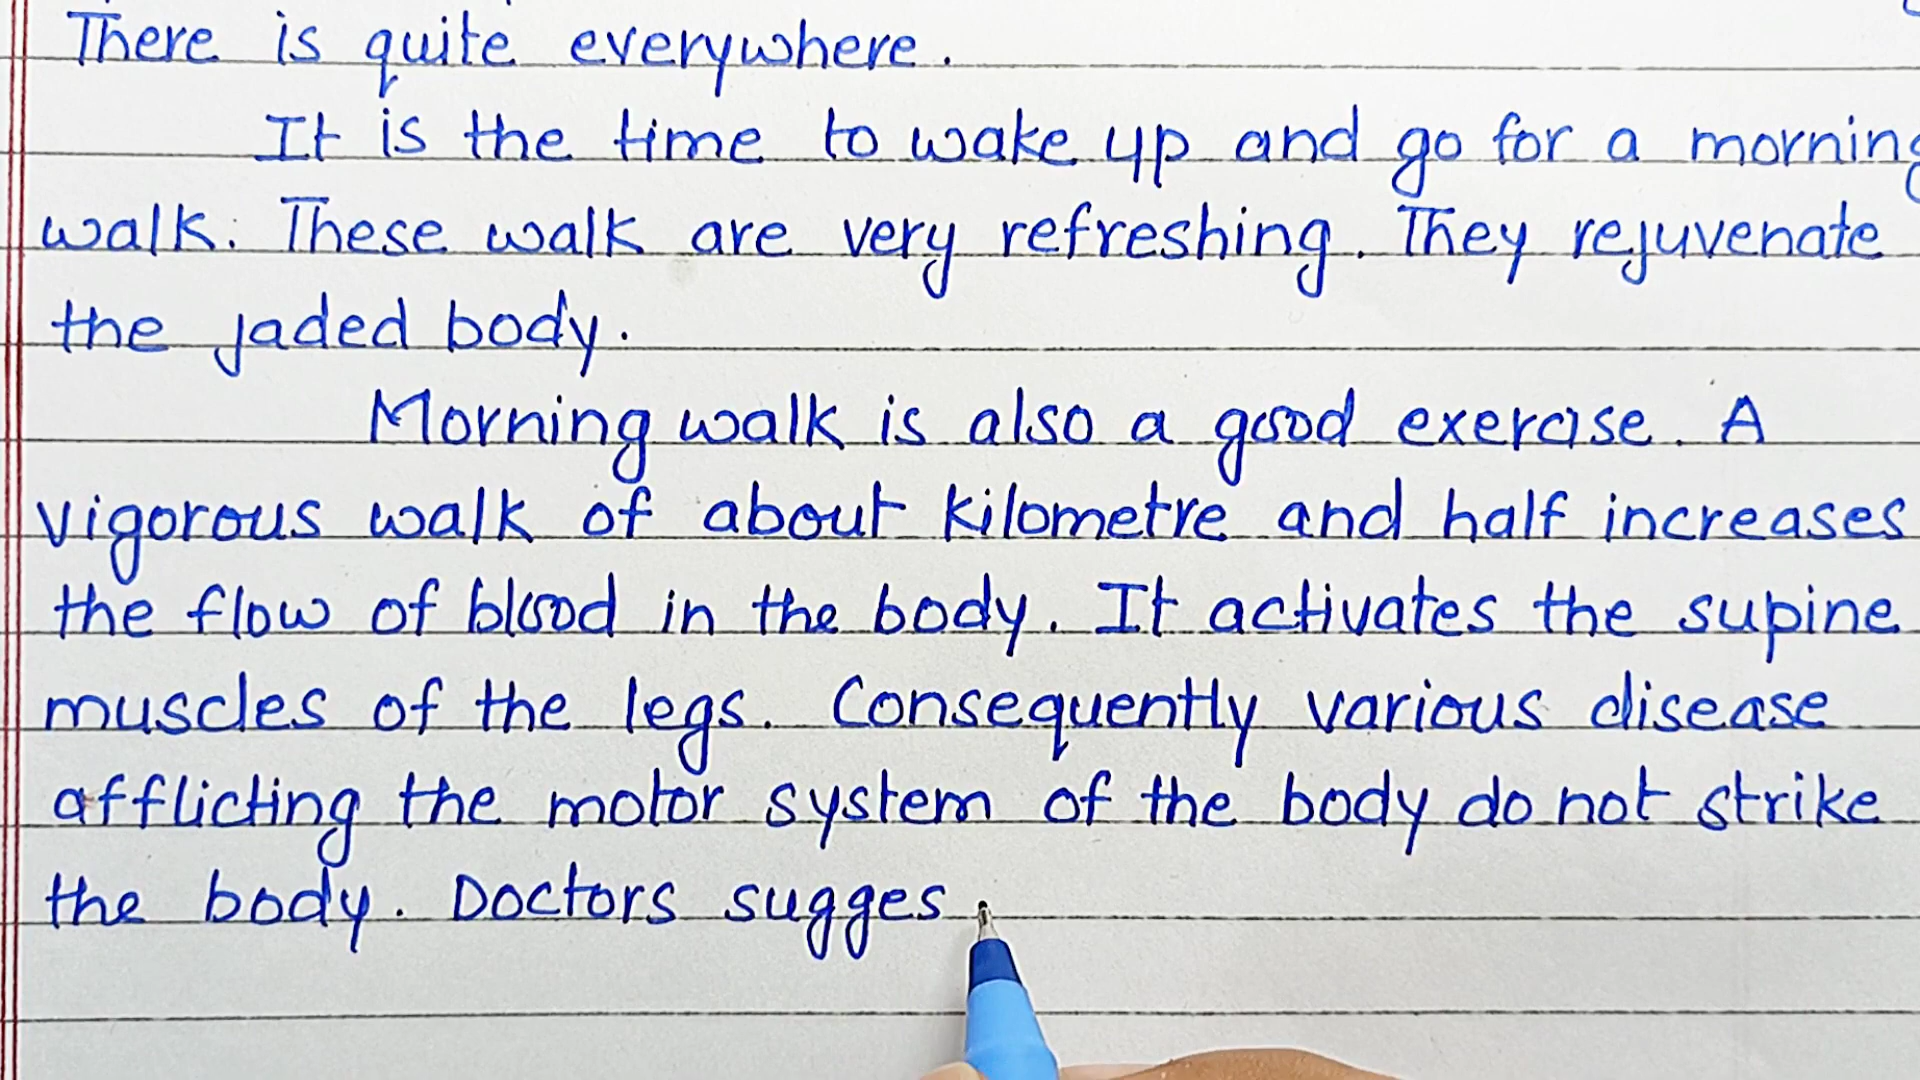 There is quite everywhere.
It is the time to wake up and go for a morning
walk. These walk are very refreshing. They rejuvenate
the jaded body.
Morning walk is also a good exercise. A
vigorous walk of about kilometre and half increases
the flow of blood in the body. It activates the supine
muscles of the legs. Consequently various disease
afflicting the motor system of the body do not strike
the body. Doctors sugges